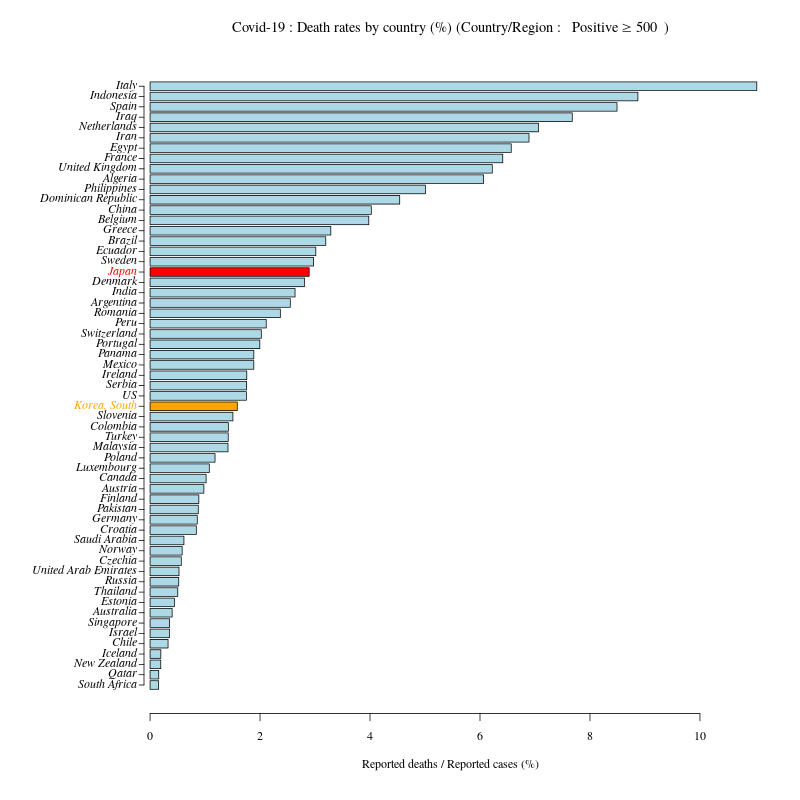 Covid-19 : Death rates by country (%) (Country/Region : Positive ≥ 500 )
Italy
Indonesia
Spain
Iraq
Netherlands
Iran
Egypt
France
United Kingdom
Algeria
Philippines
Dominican Republic
China
Belgium
Greece
Brazil
Ecuador
Sweden
Japan
Denmark
India
Argentina
Romania
Peru
Switzerland
Portugal
Panama
Mexico
Ireland
Serbia
US
Korea, South
Slovenia
Colombia
Turkey
Malaysia
Poland
Luxembourg
Canada
Austria
Finland
Pakistan
Germany
Croatia
Saudi Arabia
Norway
Czechia
United Arab Emirates
Russia
Thailand
Estonia
Australia
Singapore
Israel
Chile
Iceland
New Zealand
Qatar
South Africa
0 2 4 6 8 10
Reported deaths / Reported cases (%)